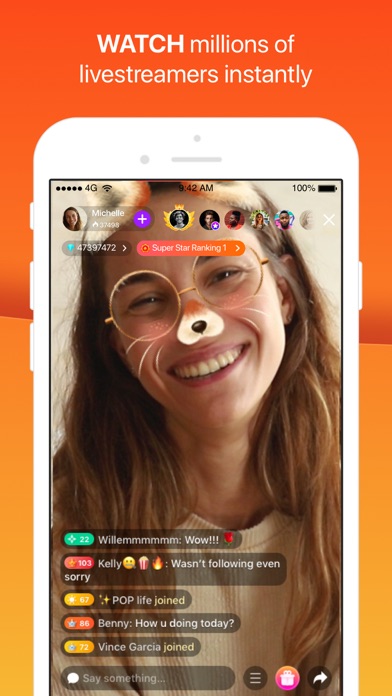 WATCH millions of
livestreamers instantly
4G 9:42 AM 100%
Michelle
37498
47397472 > Super Star Ranking 1 >
22 Willemmmmmm: Wow!!! 🌹
103 Kelly😀🍿🔥: Wasn't following even
sorry
67 ✨POP life joined
86 Benny: How u doing today?
72 Vince Garcia joined
Say something...